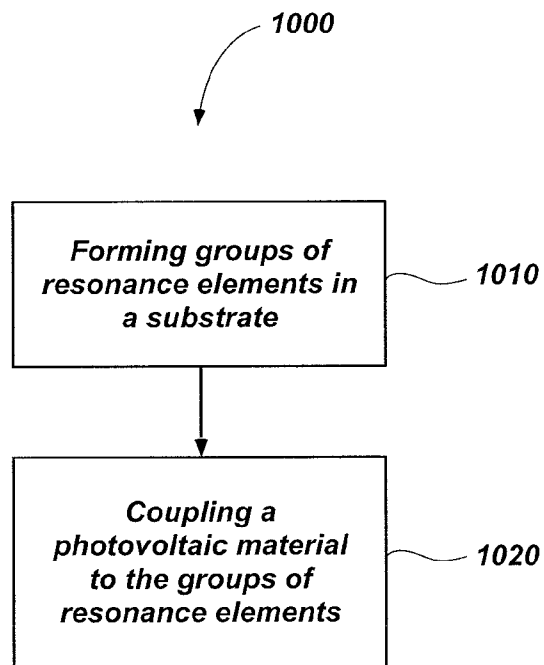 1000
Forming groups of
resonance elements in
a substrate
1010
Coupling a
photovoltaic material
to the groups of
resonance elements
1020